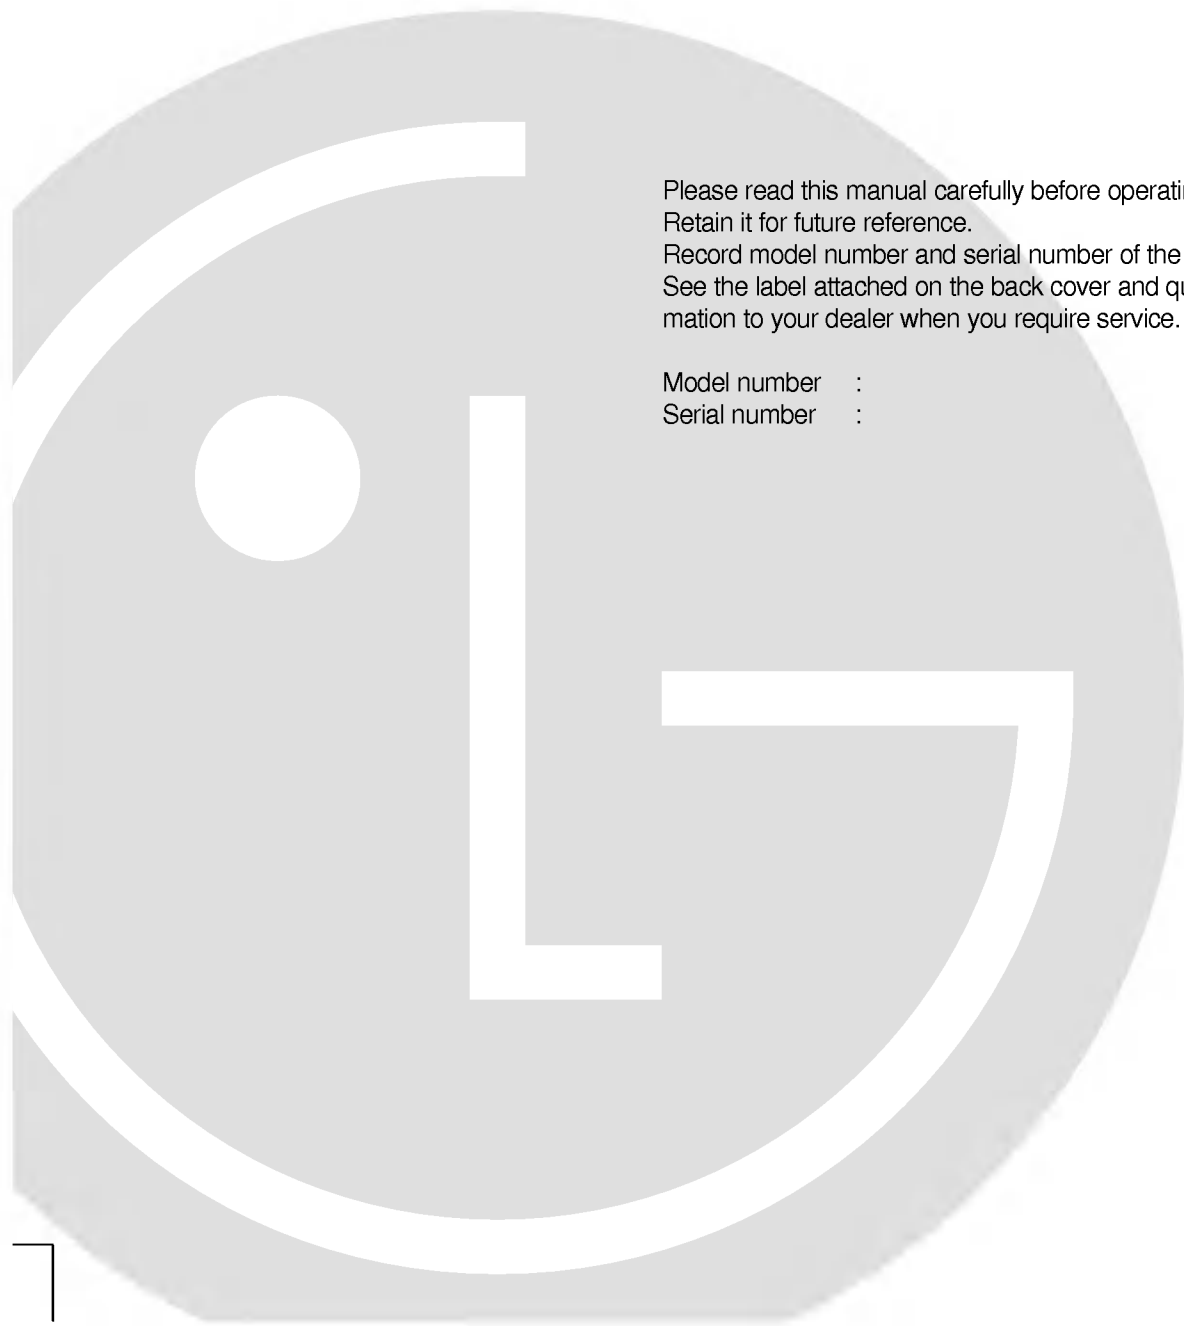 Please read this manual carefully before operatin
Retain it for future reference.
Record model number and serial number of the
See the label attached on the back cover and qu
mation to your dealer when you require service.
Model number :
Serial number :